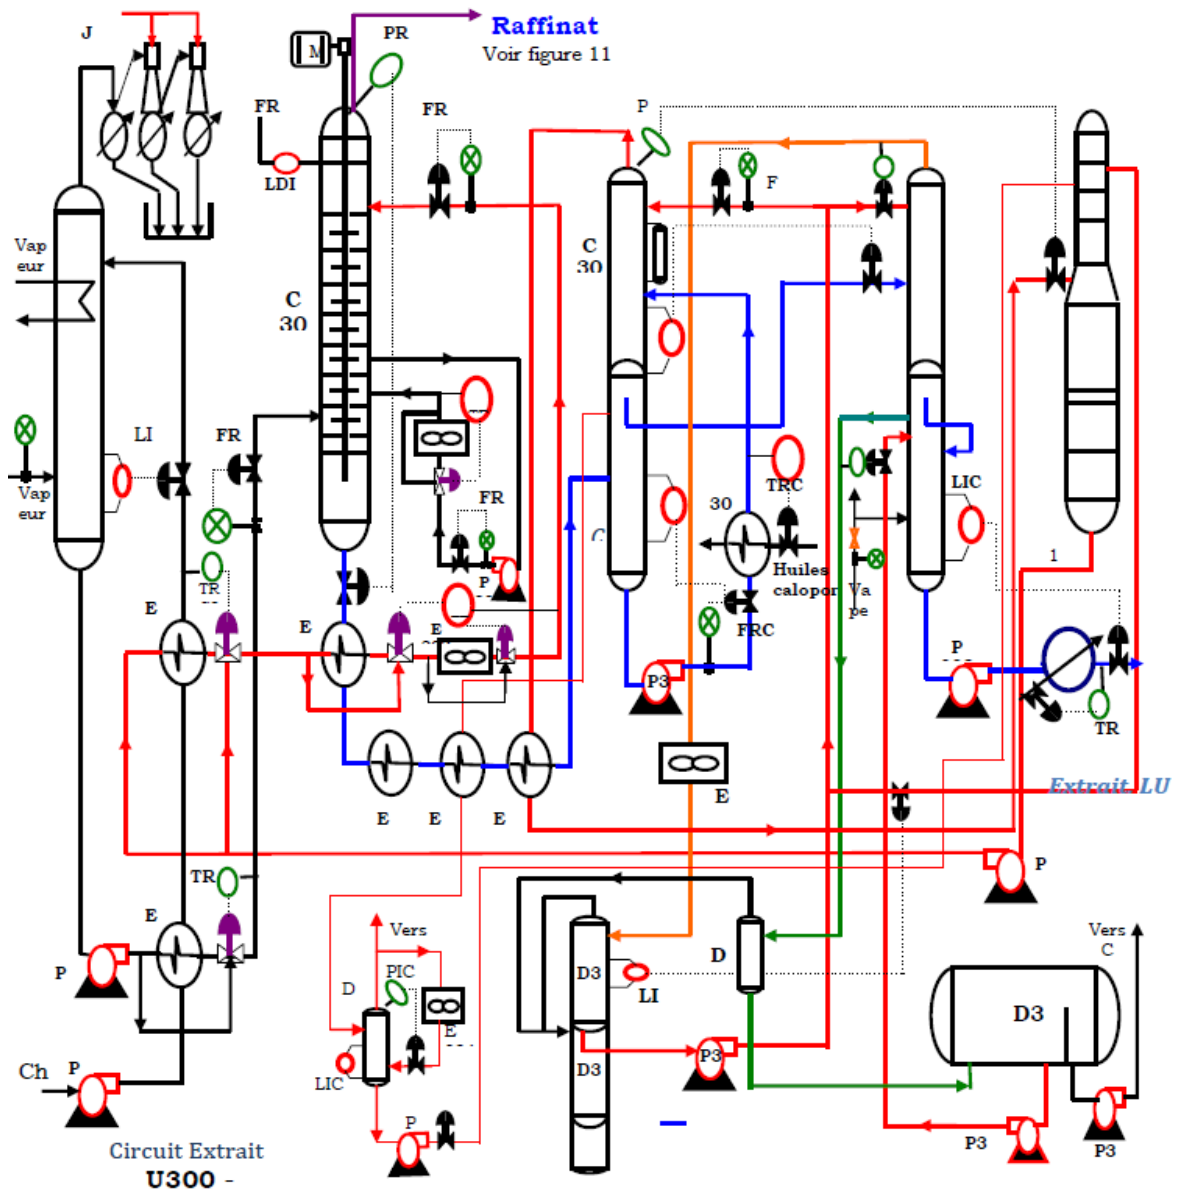 J
PR
Raffinat
M
Voir figure 11
FR
FR
P
LDI
F
Vap
eur
C
30
C
30
LI
FR
TRC
LIC
Vap
eur
FR
30
C
Huiles
calopor
Va
pe
TR
P
E
E
E
FRC
P
P3
TR
E
Extrait. LU
E
E
E
1
TR
P
E
Vers
Vers
C
P
PIC
D
D3
D
LI
D3
E
Ch
P
LIC
P3
D3
P
P3
P3
Circuit Extrait
U300 -